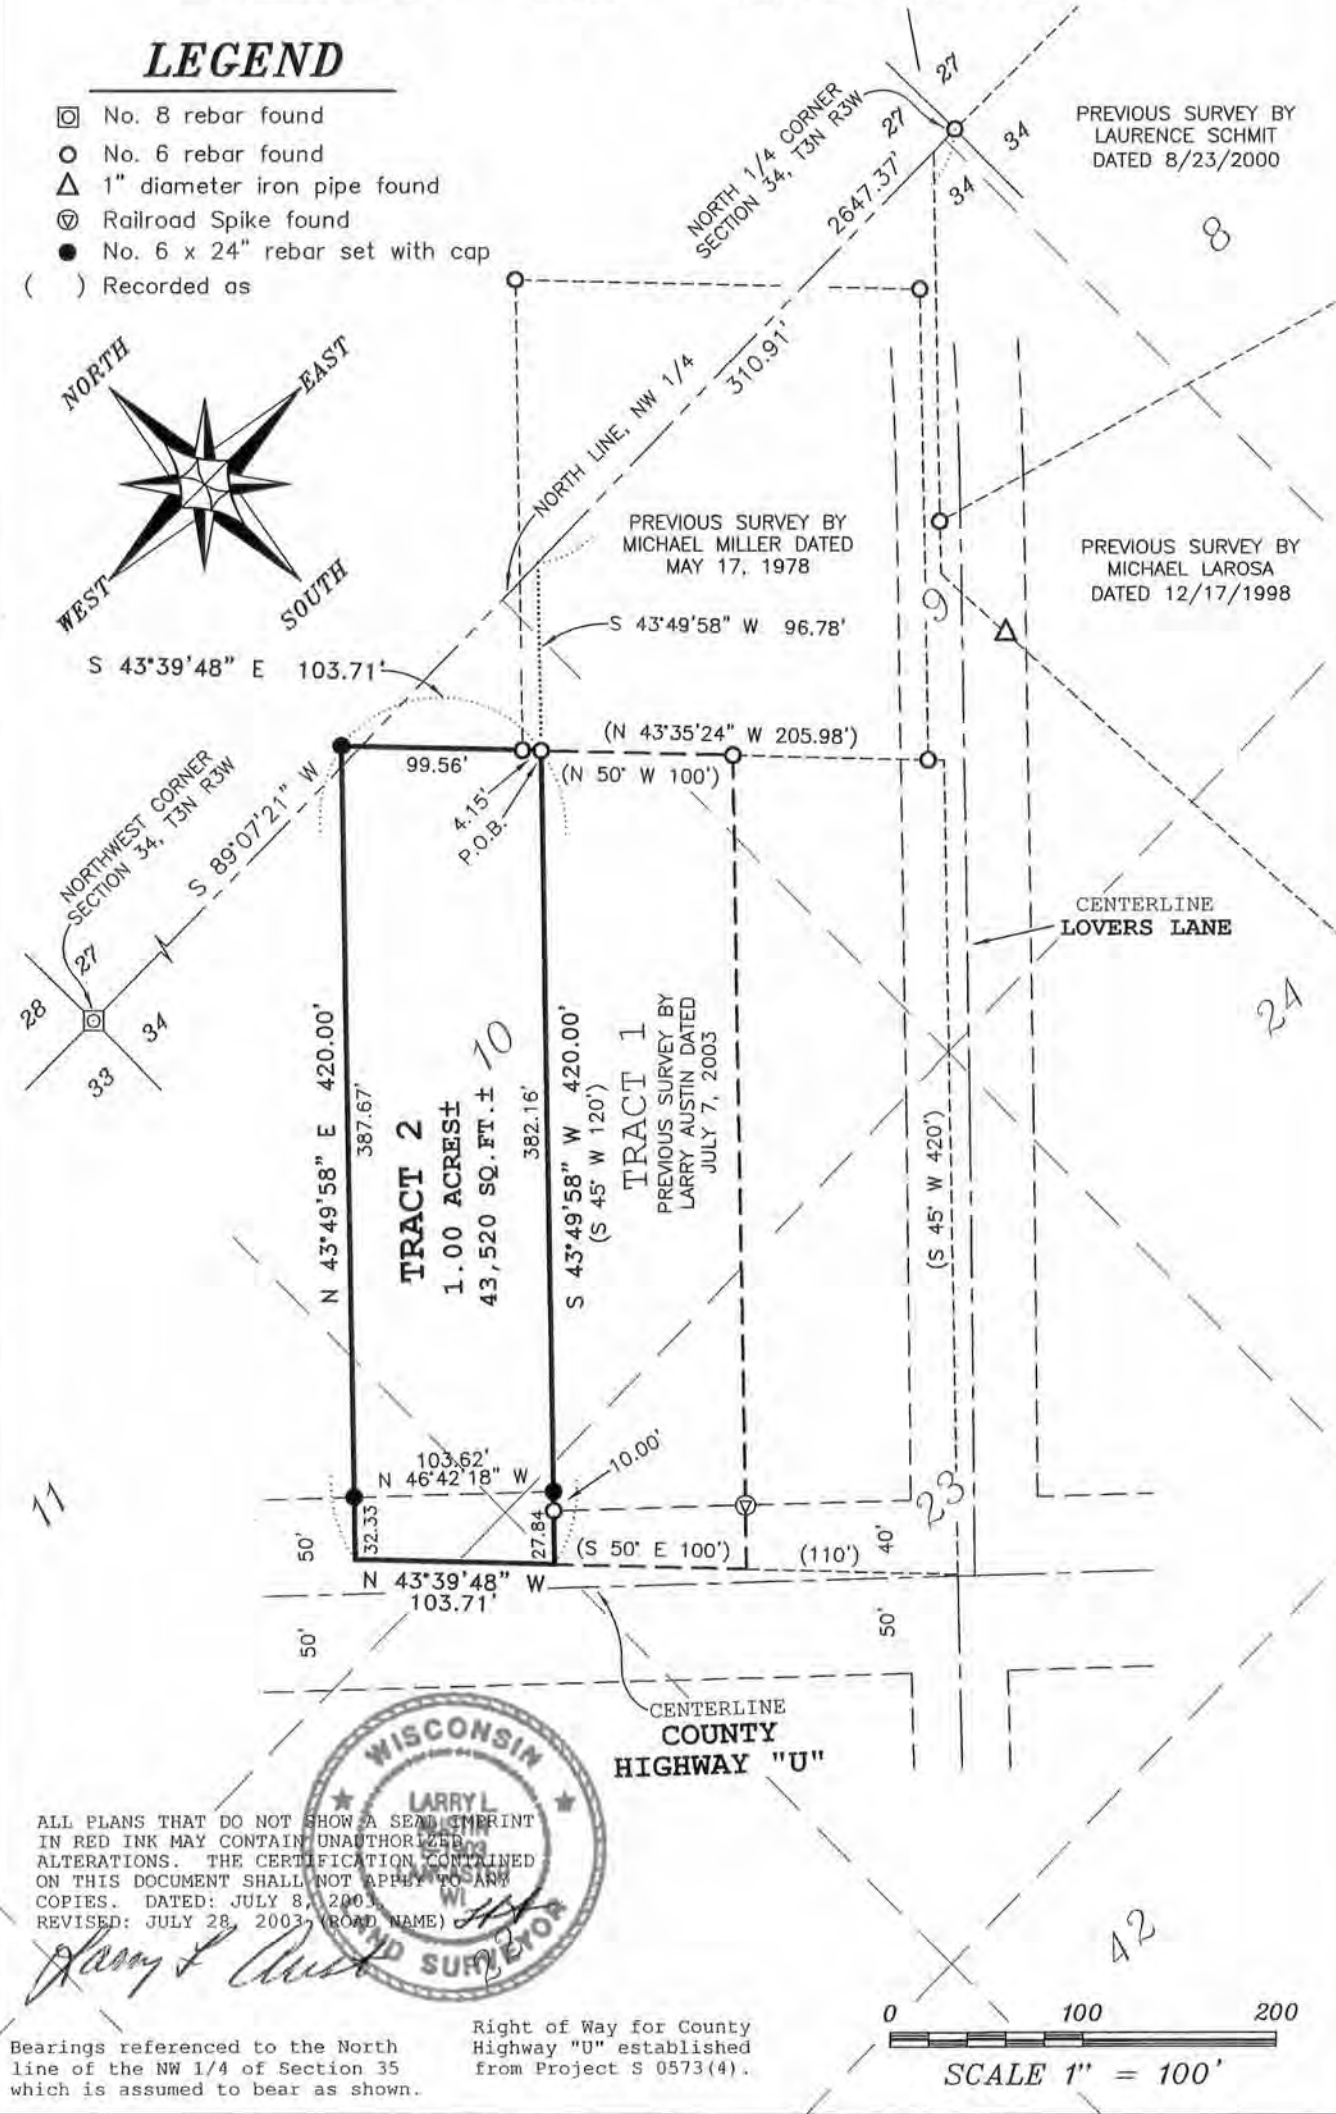 LEGEND
No. 8 rebar found
No. 6 rebar found
1" diameter iron pipe found
Railroad Spike found
No. 6 x 24" rebar set with cap
( ) Recorded as
NORTH
EAST
WEST
SOUTH
27
27
34
34
NORTH 1/4 CORNER
SECTION 34, T3N R3W
2647.37'
310.91'
PREVIOUS SURVEY BY
LAURENCE SCHMIT
DATED 8/23/2000
8
NORTH LINE, NW 1/4
PREVIOUS SURVEY BY
MICHAEL MILLER DATED
MAY 17, 1978
PREVIOUS SURVEY BY
MICHAEL LAROSA
DATED 12/17/1998
9
S 43°49'58" W 96.78'
S 43°39'48" E 103.71'
(N 43°35'24" W 205.98')
99.56'
(N 50° W 100')
4.15'
P.O.B.
NORTHWEST CORNER
SECTION 34, T3N R3W
S 89°07'21" W
27
28
34
33
CENTERLINE
LOVERS LANE
24
N 43°49'58" E 420.00'
387.67'
TRACT 2
1.00 ACRES±
43,520 SQ.FT.±
10
382.16'
S 43°49'58" W 420.00'
(S 45° W 120')
TRACT 1
PREVIOUS SURVEY BY
LARRY AUSTIN DATED
JULY 7, 2003
(S 45° W 420')
11
103.62'
N 46°42'18" W
10.00'
23
50'
32.33
27.84
(S 50° E 100')
(110')
40'
N 43°39'48" W
103.71'
50'
50'
CENTERLINE
COUNTY
HIGHWAY "U"
WISCONSIN
LARRY L.
WI
LAND SURVEYOR
ALL PLANS THAT DO NOT SHOW A SEAL IMPRINT
IN RED INK MAY CONTAIN UNAUTHORIZED
ALTERATIONS. THE CERTIFICATION CONTAINED
ON THIS DOCUMENT SHALL NOT APPLY TO ANY
COPIES. DATED: JULY 8, 2003.
REVISED: JULY 28, 2003 (ROAD NAME)
Larry L Aust
22
42
Bearings referenced to the North
line of the NW 1/4 of Section 35
which is assumed to bear as shown.
Right of Way for County
Highway "U" established
from Project S 0573(4).
0 100 200
SCALE 1" = 100'